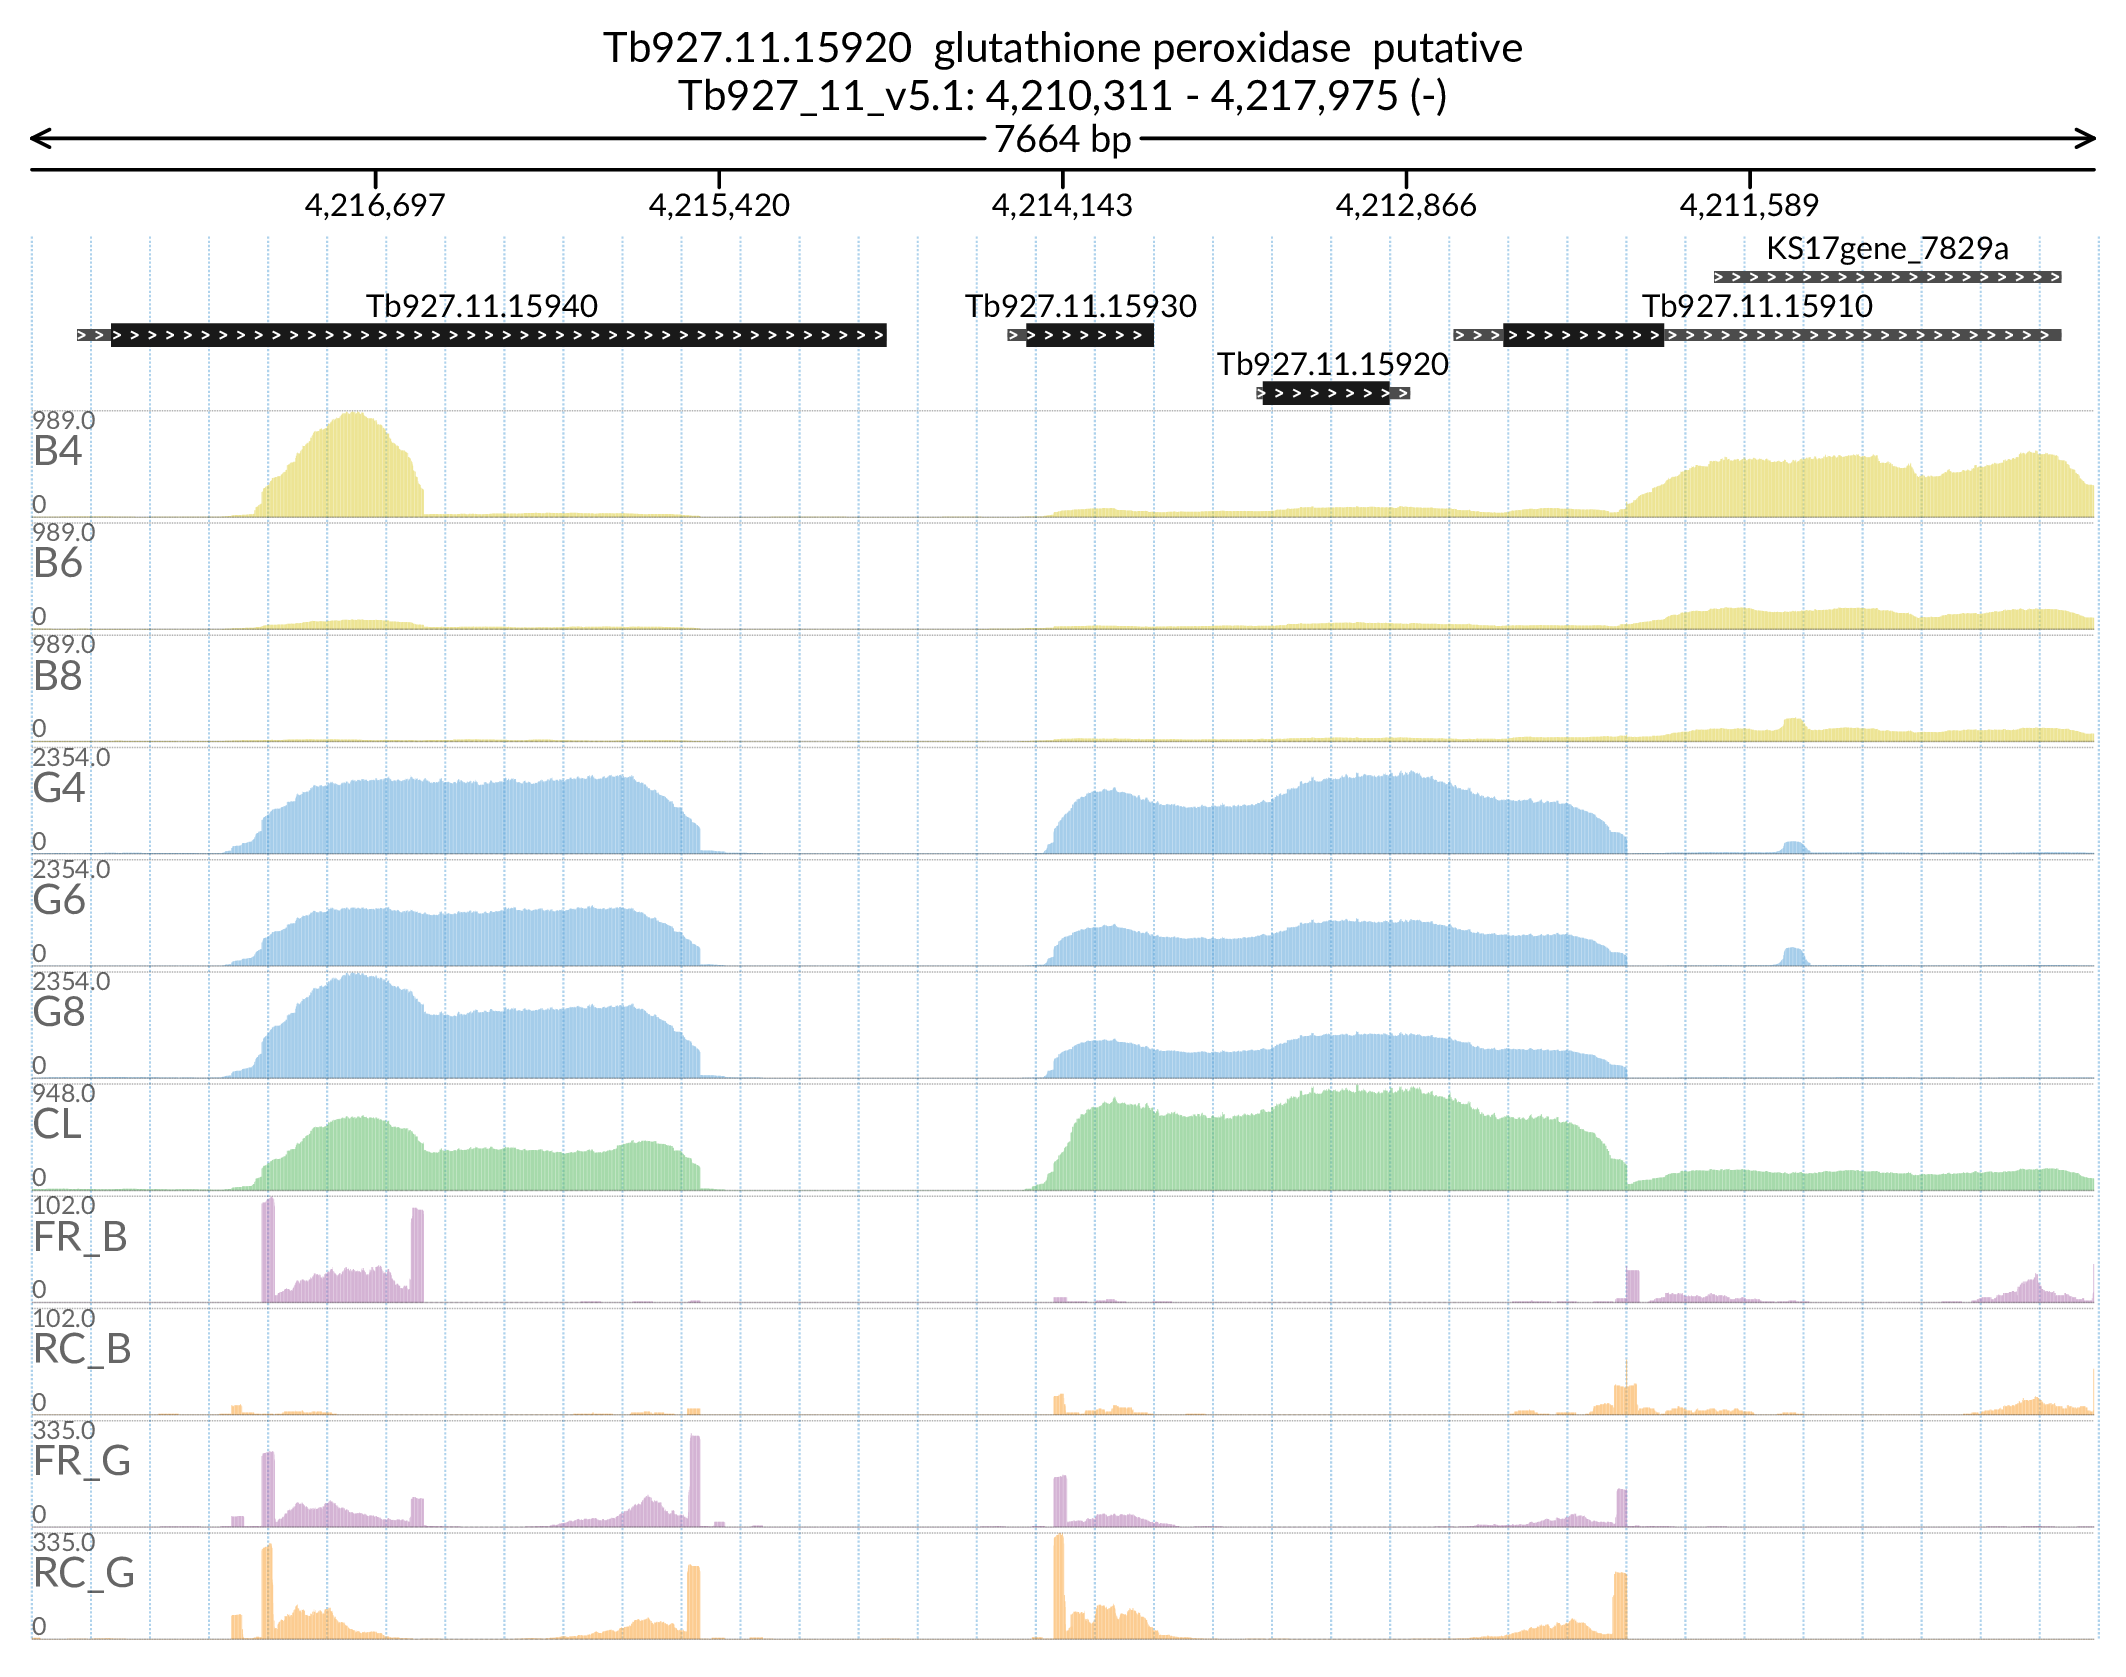 Tb927.11.15920  glutathione peroxidase  putative
Tb927_11_v5.1: 4,210,311 - 4,217,975 (-)
7664 bp
4,216,697 4,215,420 4,214,143 4,212,866 4,211,589
KS17gene_7829a
Tb927.11.15940 Tb927.11.15930 Tb927.11.15910
Tb927.11.15920
989.0
B4
0
989.0
B6
0
989.0
B8
0
2354.0
G4
0
2354.0
G6
0
2354.0
G8
0
948.0
CL
0
102.0
FR_B
0
102.0
RC_B
0
335.0
FR_G
0
335.0
RC_G
0